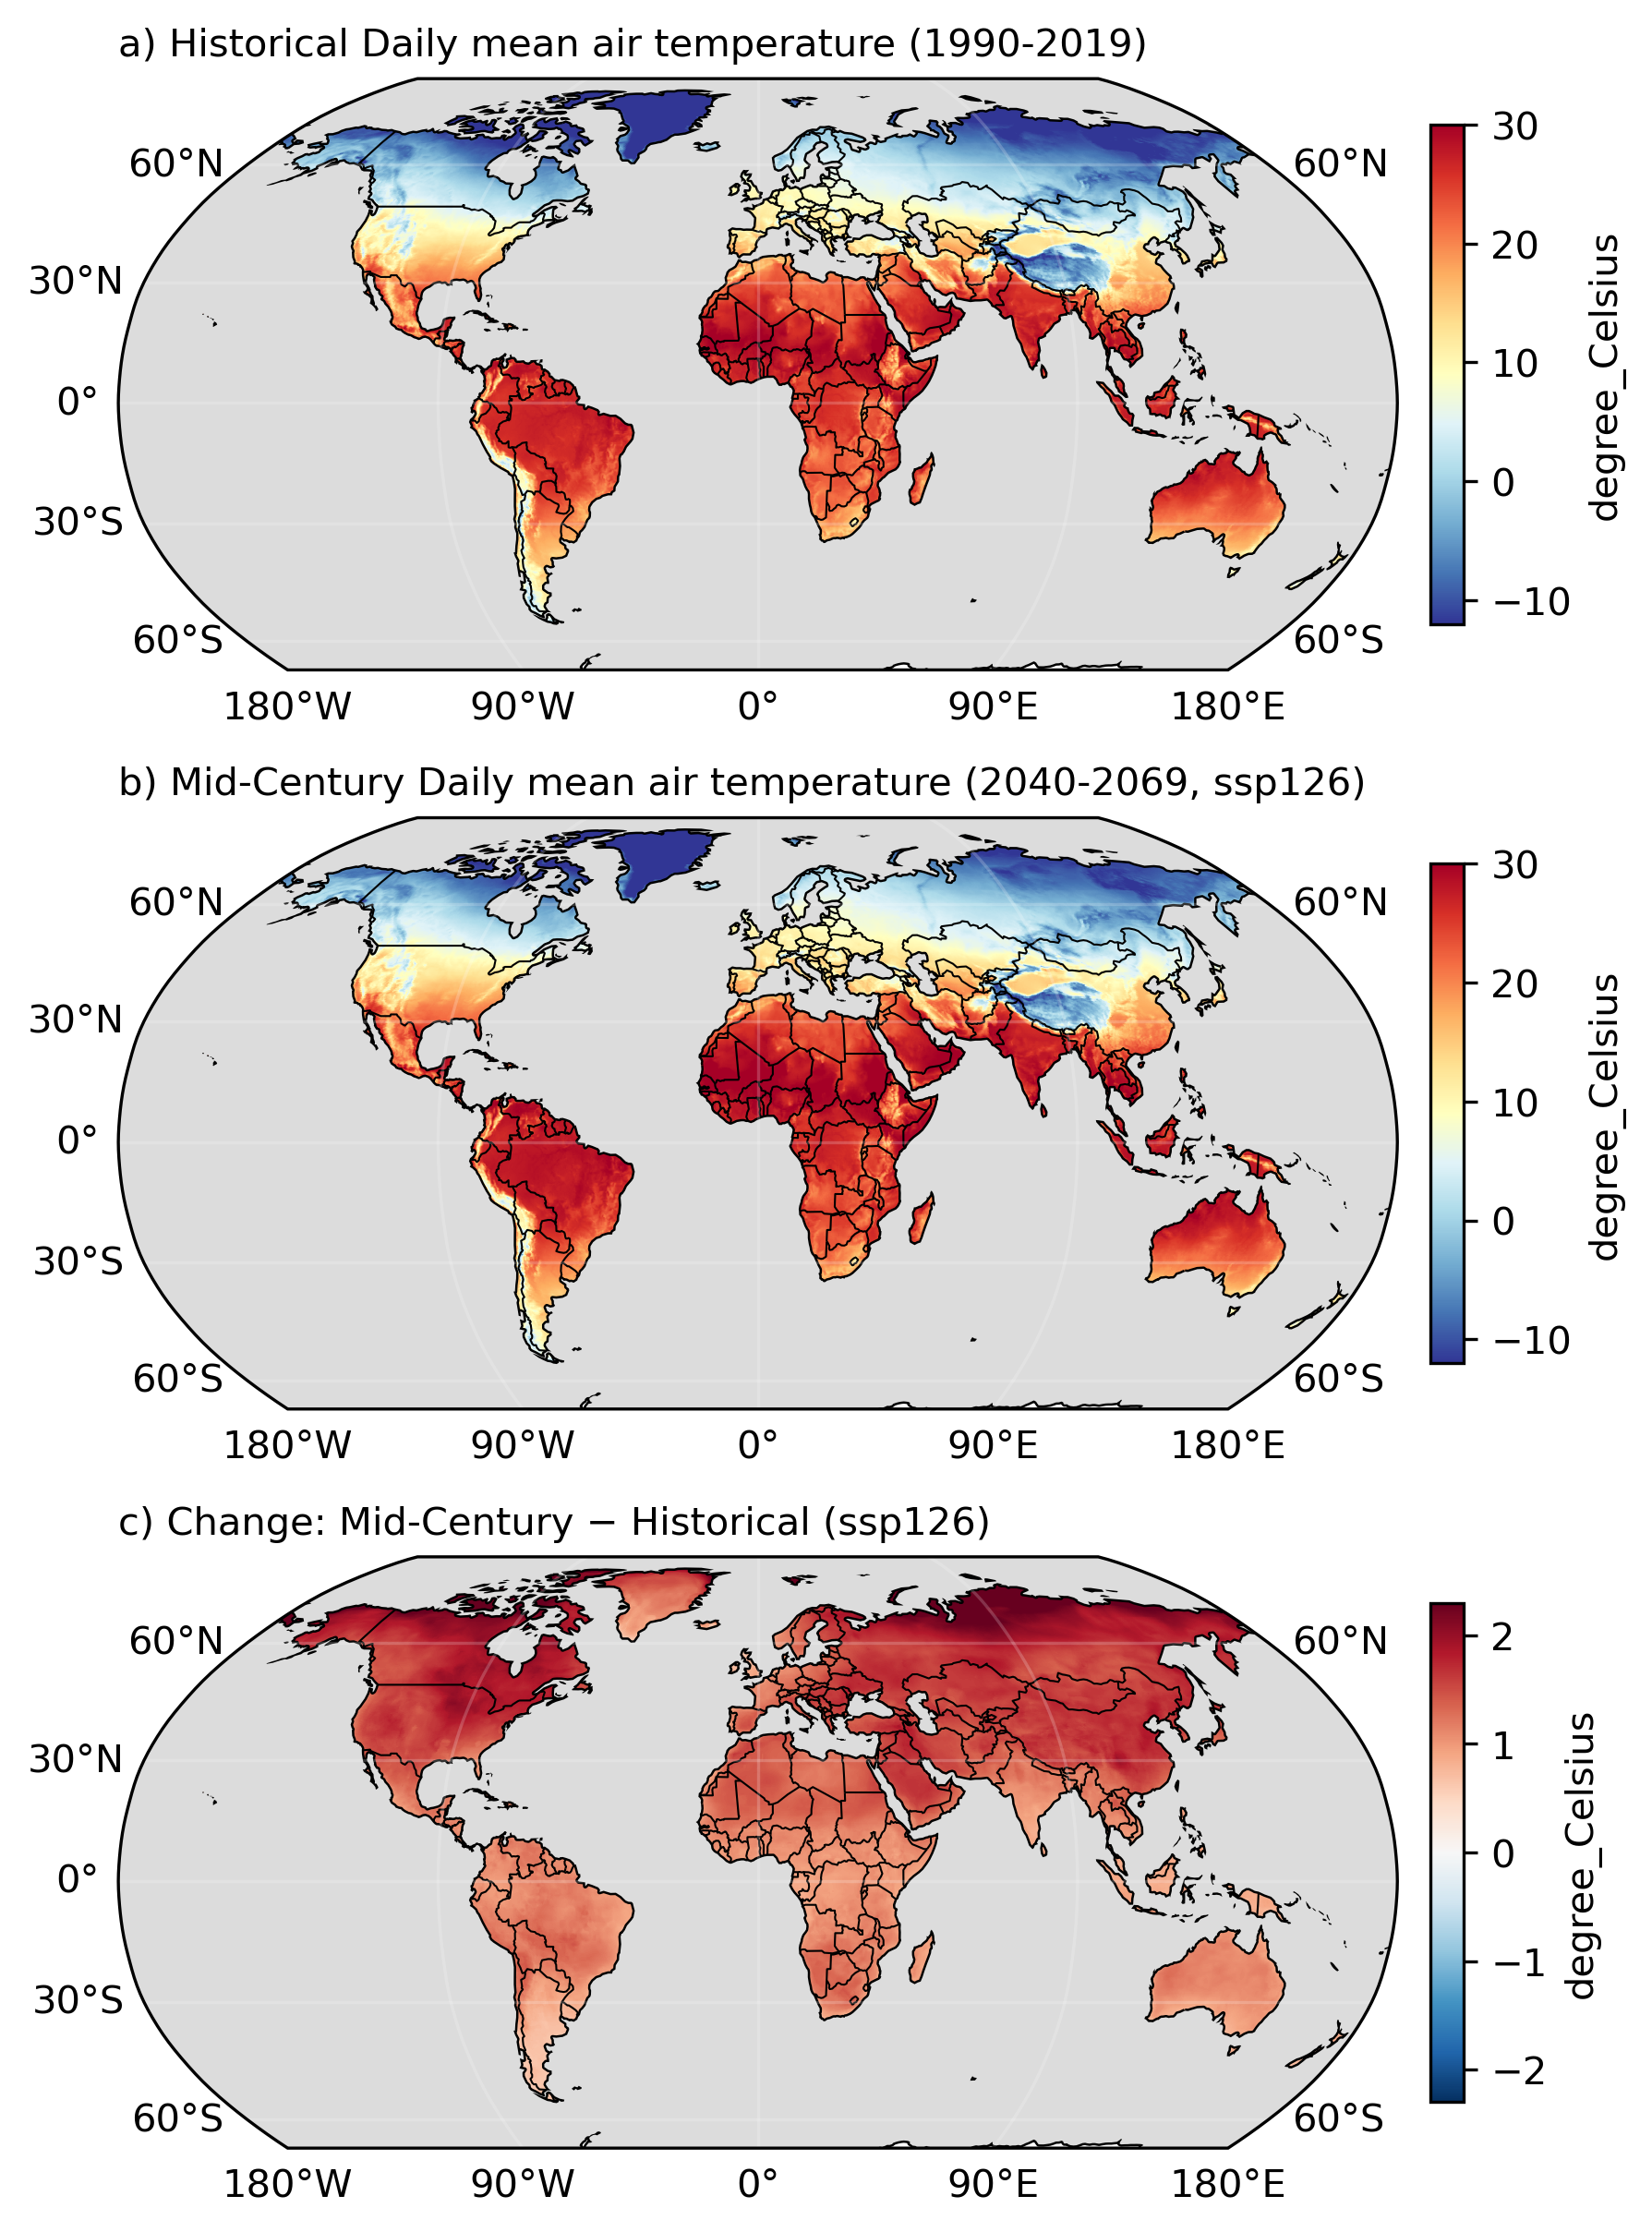 a) Historical Daily mean air temperature (1990-2019)
30
60°N
60°N
20
30°N
10
degree_Celsius
0°
0
30°S
−10
60°S
60°S
180°W
90°W
0°
90°E
180°E
b) Mid-Century Daily mean air temperature (2040-2069, ssp126)
30
60°N
60°N
20
30°N
10
degree_Celsius
0°
0
30°S
−10
60°S
60°S
180°W
90°W
0°
90°E
180°E
c) Change: Mid-Century − Historical (ssp126)
2
60°N
60°N
1
30°N
0
degree_Celsius
0°
−1
30°S
−2
60°S
60°S
180°W
90°W
0°
90°E
180°E